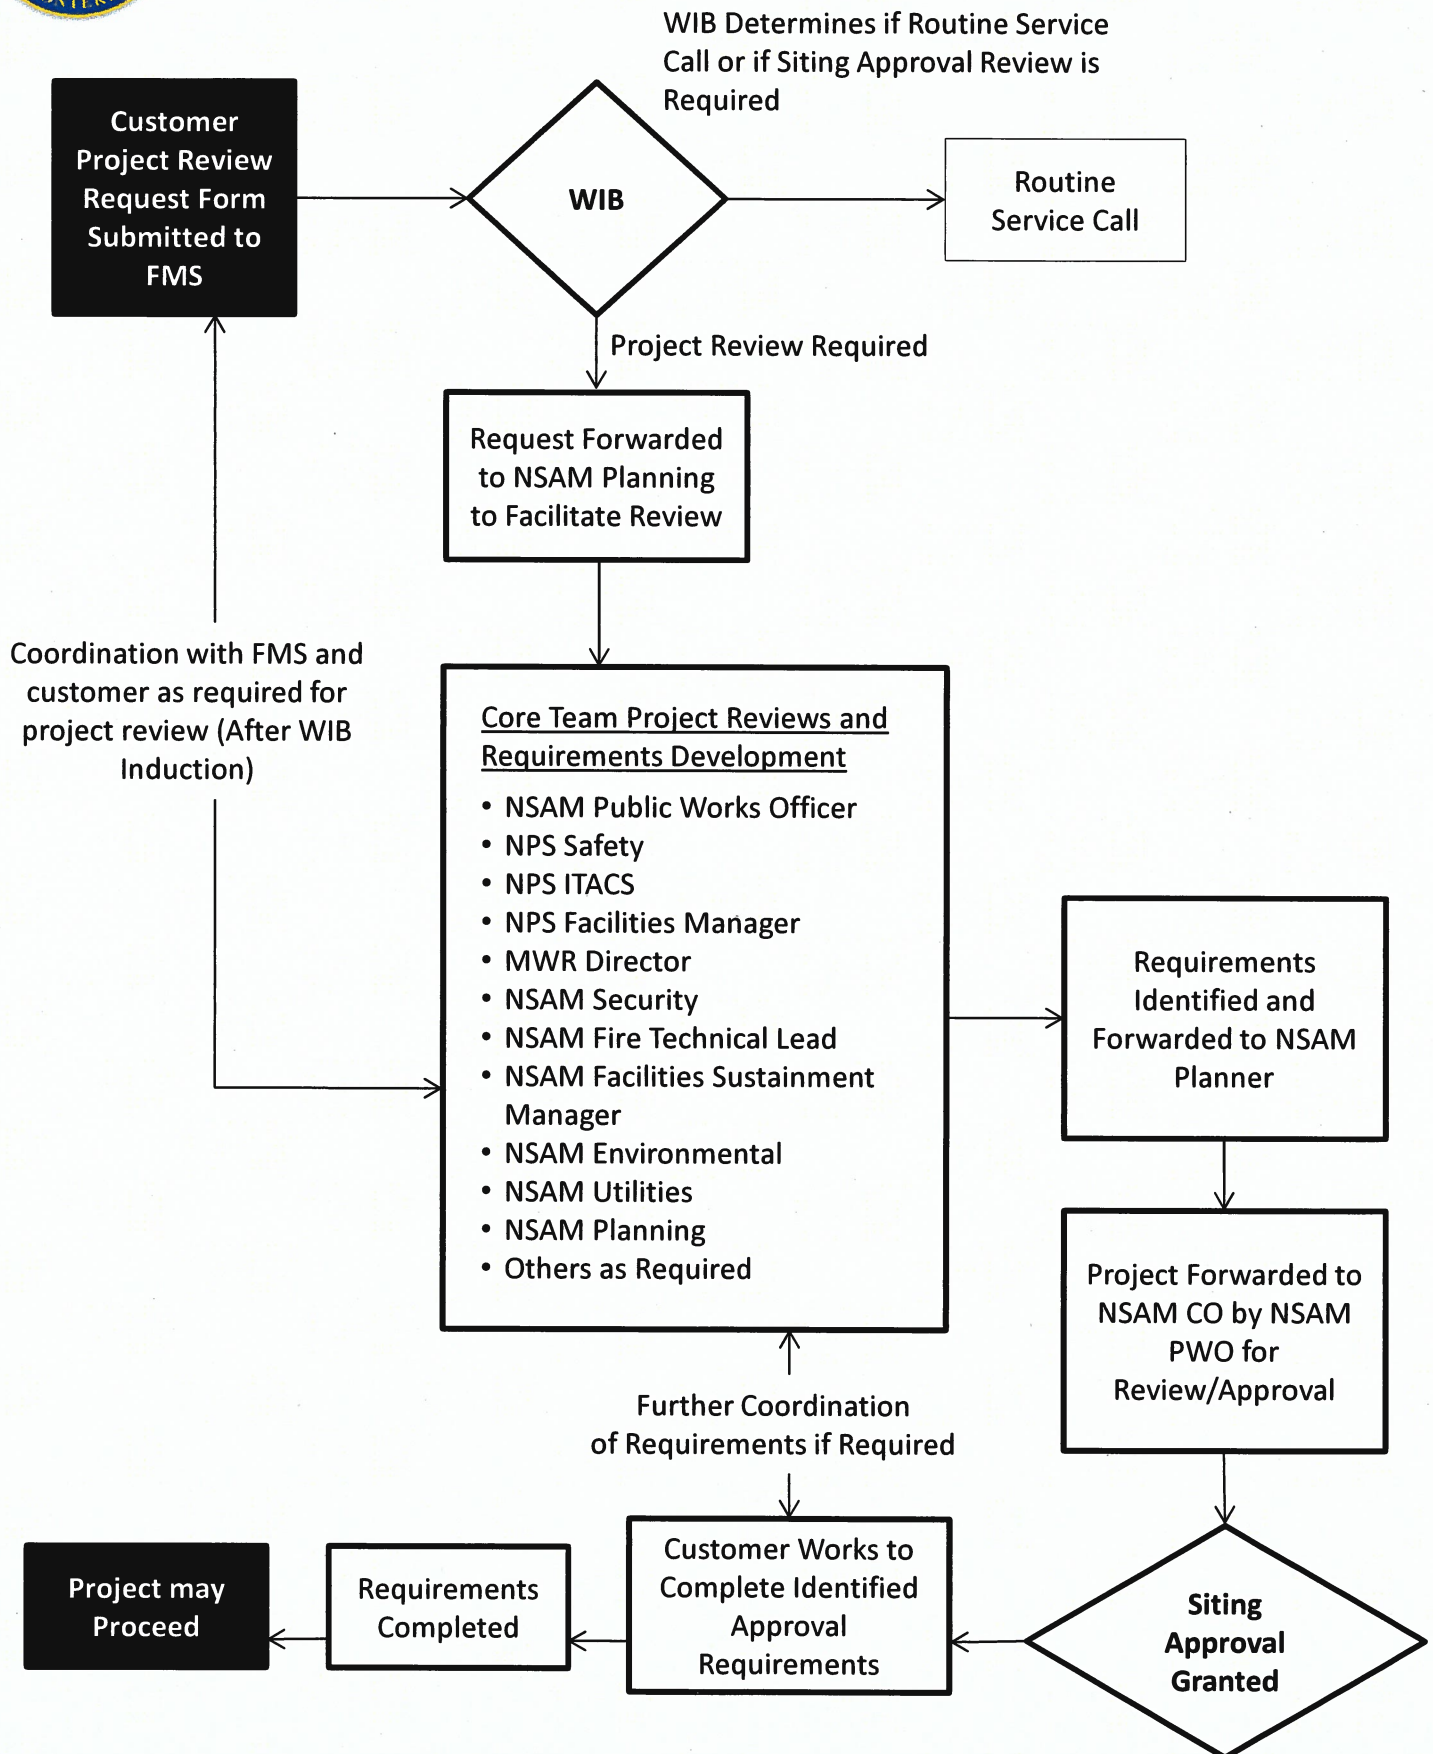 WIB Determines if Routine Service
Call or if Siting Approval Review is
Required
Customer
Project Review
Request Form
Submitted to
FMS
WIB
Routine
Service Call
Project Review Required
Request Forwarded
to NSAM Planning
to Facilitate Review
Coordination with FMS and
customer as required for
project review (After WIB
Induction)
Core Team Project Reviews and
Requirements Development
• NSAM Public Works Officer
• NPS Safety
• NPS ITACS
• NPS Facilities Manager
• MWR Director
• NSAM Security
• NSAM Fire Technical Lead
• NSAM Facilities Sustainment
Manager
• NSAM Environmental
• NSAM Utilities
• NSAM Planning
• Others as Required
Requirements
Identified and
Forwarded to NSAM
Planner
Project Forwarded to
NSAM CO by NSAM
PWO for
Review/Approval
Further Coordination
of Requirements if Required
Siting
Approval
Granted
Customer Works to
Complete Identified
Approval
Requirements
Requirements
Completed
Project may
Proceed